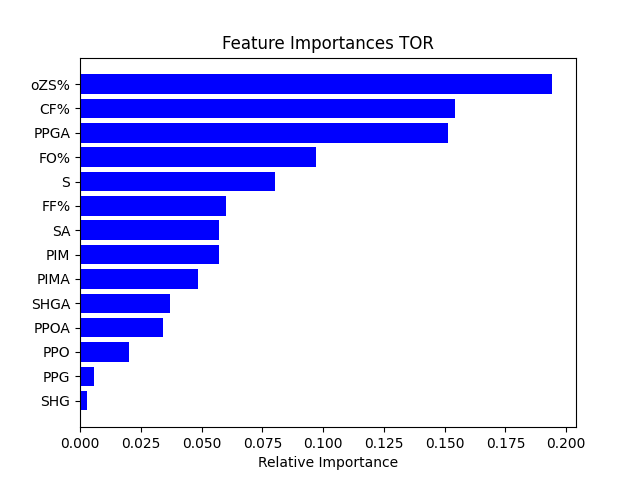 Feature Importances TOR
oZS%
CF%
PPGA
FO%
S
FF%
SA
PIM
PIMA
SHGA
PPOA
PPO
PPG
SHG
0.000 0.025 0.050 0.075 0.100 0.125 0.150 0.175 0.200
Relative Importance